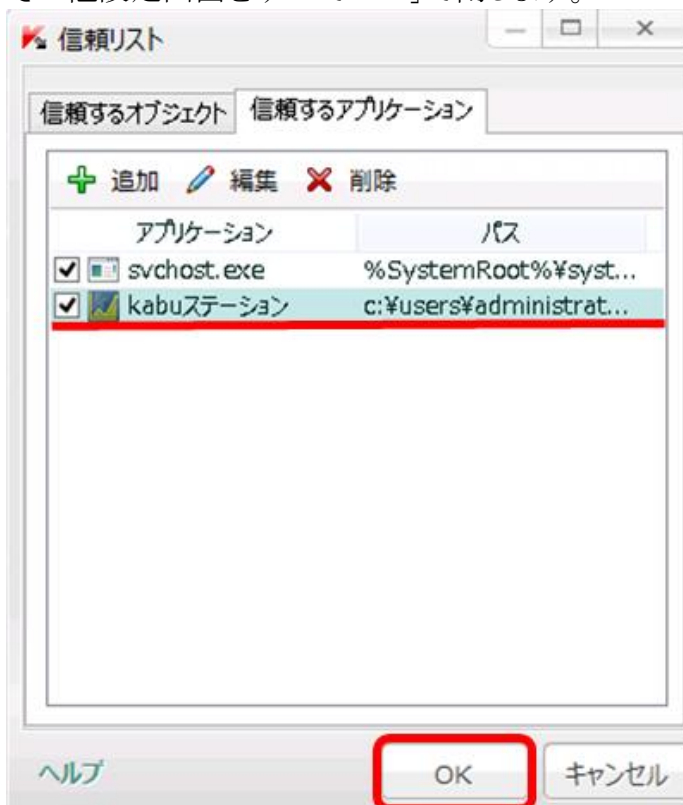 信頼リスト
信頼するオブジェクト 信頼するアプリケーション
追加 編集 削除
アプリケーション パス
svchost.exe %SystemRoot%¥syst...
kabuステーション c:¥users¥administrat...
ヘルプ OK キャンセル